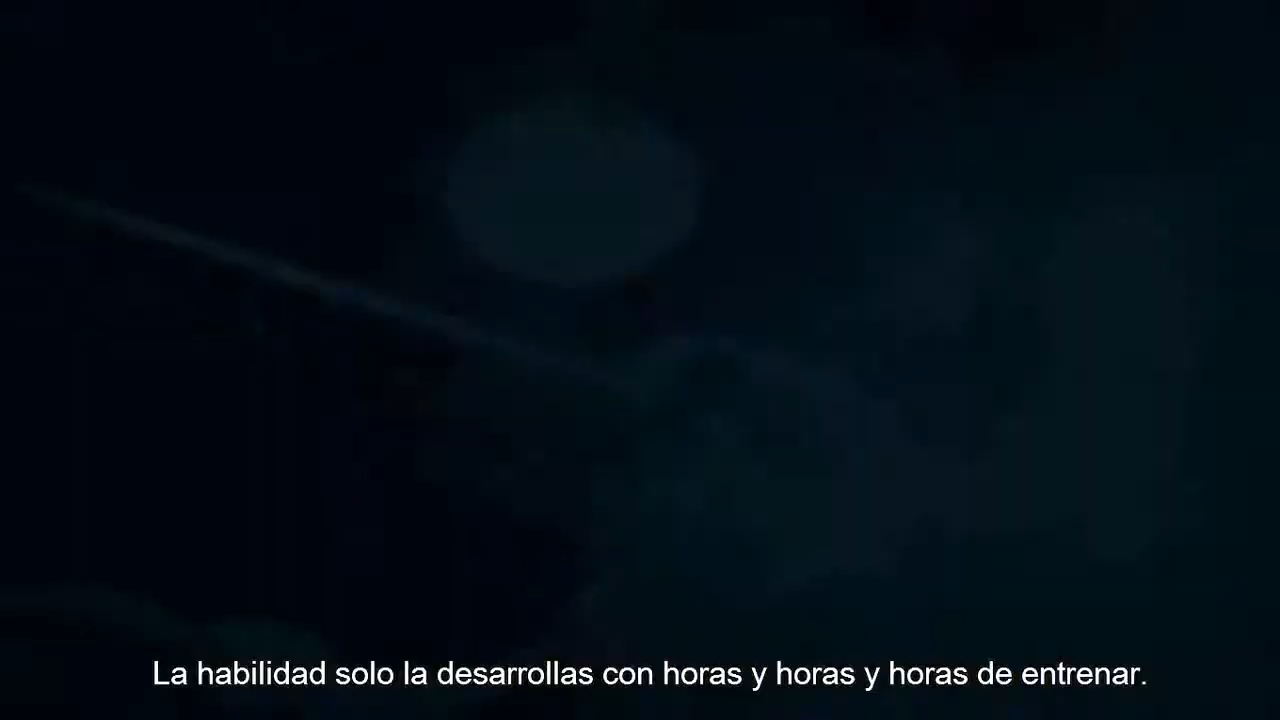 La habilidad solo la desarrollas con horas y horas y horas de entrenar.